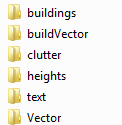 buildings
buildVector
clutter
heights
text
Vector